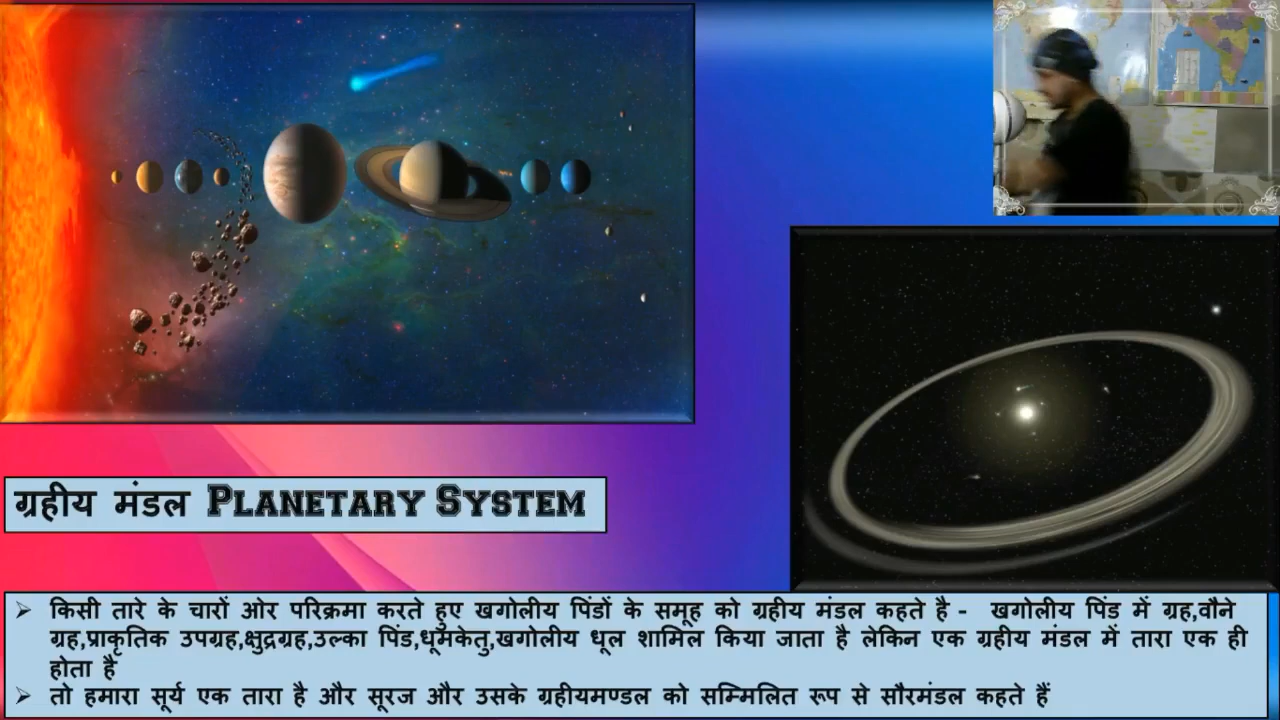 ग्रहीय मंडल PLANETARY SYSTEM
➢ किसी तारे के चारों ओर परिक्रमा करते हुए खगोलीय पिंडों के समूह को ग्रहीय मंडल कहते है - खगोलीय पिंड में ग्रह,वौने
ग्रह,प्राकृतिक उपग्रह,क्षुद्रग्रह,उल्का पिंड,धूमकेतु,खगोलीय धूल शामिल किया जाता है लेकिन एक ग्रहीय मंडल में तारा एक ही
होता है
➢ तो हमारा सूर्य एक तारा है और सूरज और उसके ग्रहीयमण्डल को सम्मिलित रूप से सौरमंडल कहते हैं